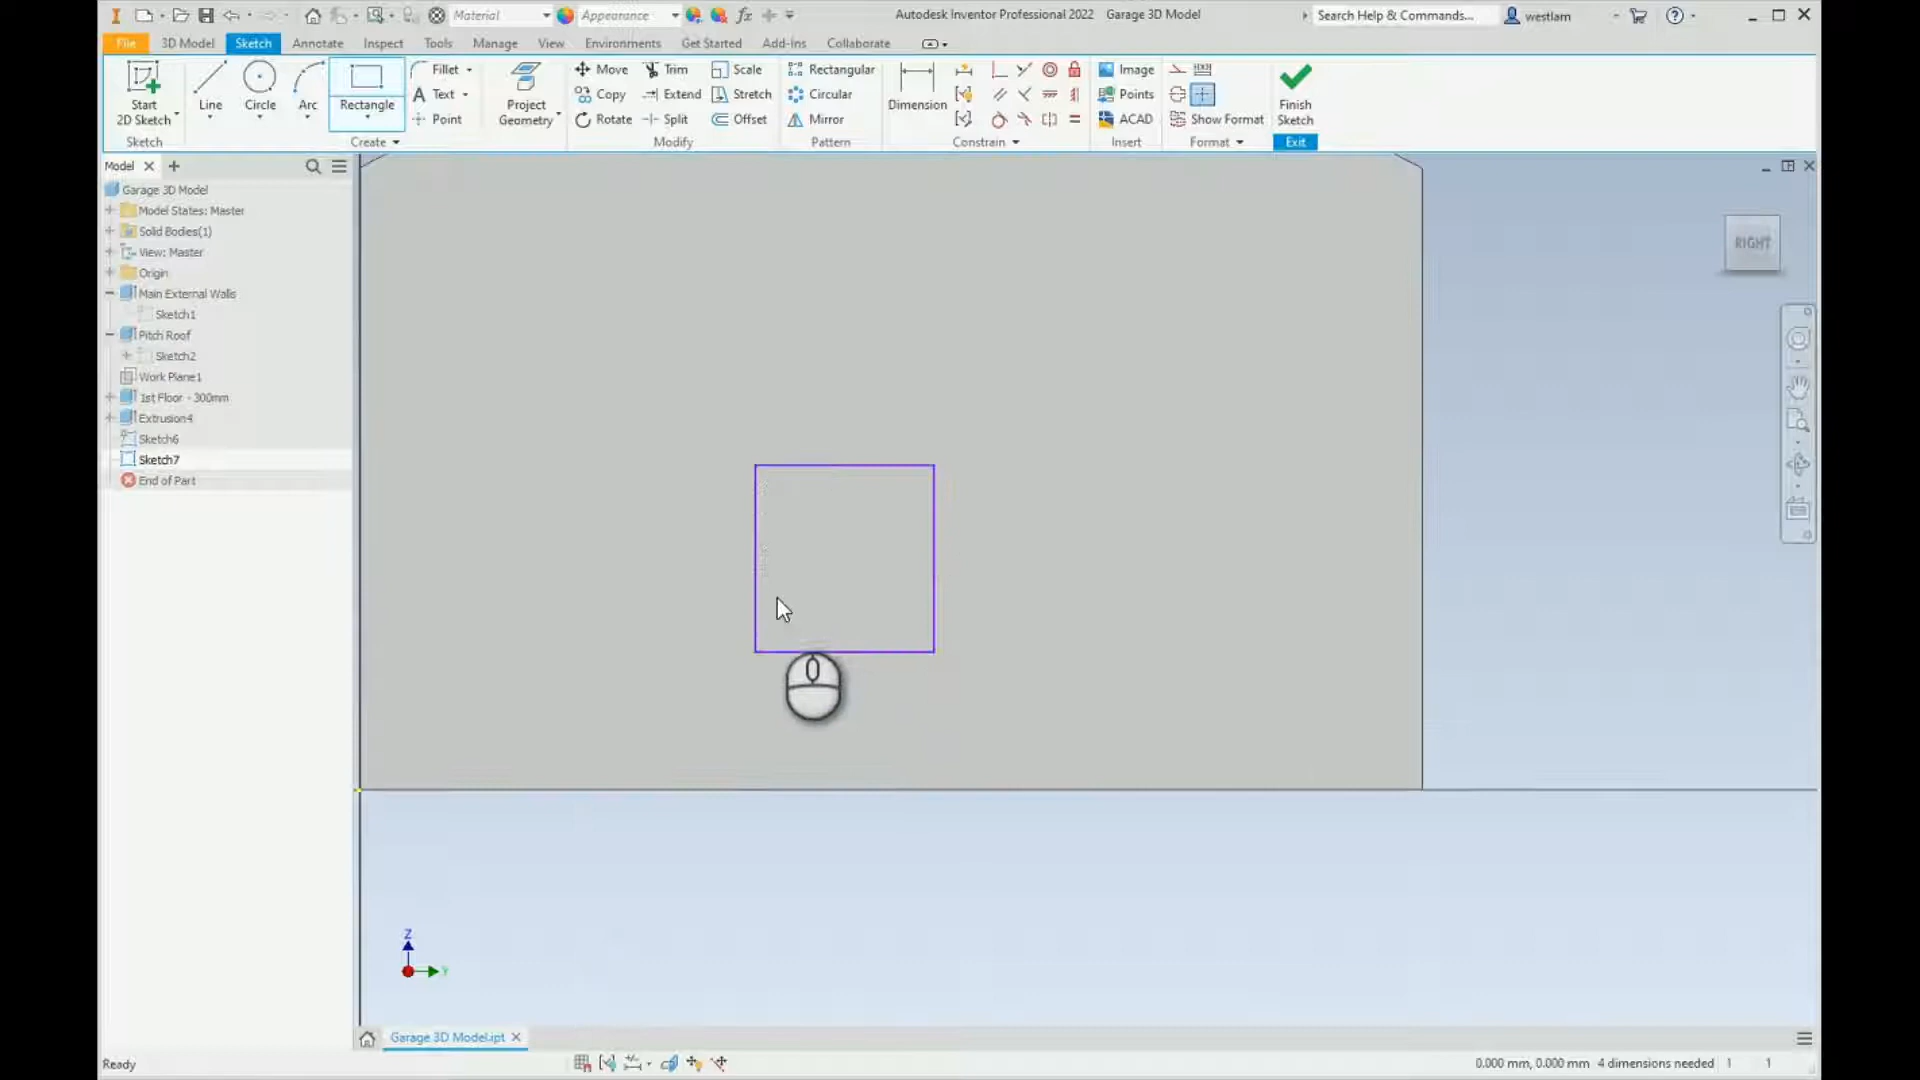 Material
Appearance
Autodesk Inventor Professional 2022 Garage 3D Model
Search Help & Commands...
westlam
File
3D Model
Sketch
Annotate
Inspect
Tools
Manage
View
Environments
Get Started
Add-Ins
Collaborate
Start
2D Sketch
Line
Circle
Arc
Rectangle
Fillet
Text
Point
Project
Geometry
Move
Copy
Rotate
Trim
Extend
Split
Scale
Stretch
Offset
Rectangular
Circular
Mirror
Dimension
Image
Points
ACAD
Show Format
Finish
Sketch
Sketch
Create
Modify
Pattern
Constrain
Insert
Format
Exit
Model
Garage 3D Model
Model States: Master
Solid Bodies(1)
View: Master
Origin
Main External Walls
Sketch1
Pitch Roof
Sketch2
Work Plane1
1st Floor - 300mm
Extrusion4
Sketch6
Sketch7
End of Part
RIGHT
Z
Y
Garage 3D Model.ipt
Ready
0.000 mm, 0.000 mm 4 dimensions needed 1 1